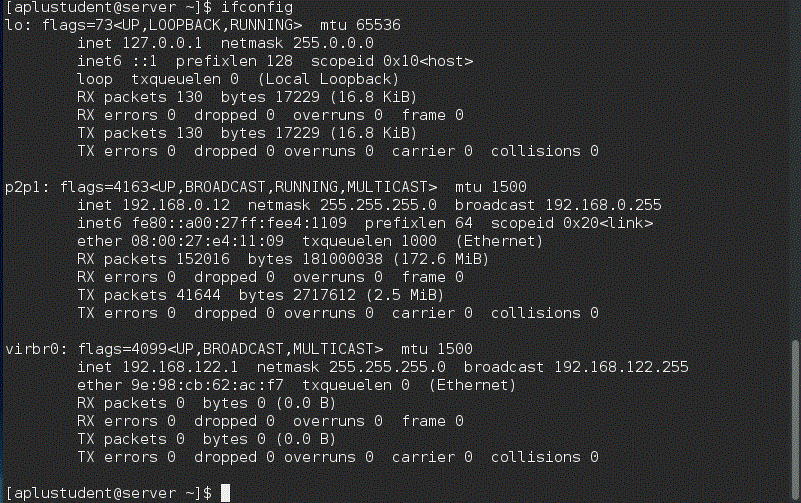 [aplustudent@server ~]$ ifconfig
lo: flags=73<UP,LOOPBACK,RUNNING>  mtu 65536
        inet 127.0.0.1  netmask 255.0.0.0
        inet6 ::1  prefixlen 128  scopeid 0x10<host>
        loop  txqueuelen 0  (Local Loopback)
        RX packets 130  bytes 17229 (16.8 KiB)
        RX errors 0  dropped 0  overruns 0  frame 0
        TX packets 130  bytes 17229 (16.8 KiB)
        TX errors 0  dropped 0 overruns 0  carrier 0  collisions 0

p2p1: flags=4163<UP,BROADCAST,RUNNING,MULTICAST>  mtu 1500
        inet 192.168.0.12  netmask 255.255.255.0  broadcast 192.168.0.255
        inet6 fe80::a00:27ff:fee4:1109  prefixlen 64  scopeid 0x20<link>
        ether 08:00:27:e4:11:09  txqueuelen 1000  (Ethernet)
        RX packets 152016  bytes 181000038 (172.6 MiB)
        RX errors 0  dropped 0  overruns 0  frame 0
        TX packets 41644  bytes 2717612 (2.5 MiB)
        TX errors 0  dropped 0 overruns 0  carrier 0  collisions 0

virbr0: flags=4099<UP,BROADCAST,MULTICAST>  mtu 1500
        inet 192.168.122.1  netmask 255.255.255.0  broadcast 192.168.122.255
        ether 9e:98:cb:62:ac:f7  txqueuelen 0  (Ethernet)
        RX packets 0  bytes 0 (0.0 B)
        RX errors 0  dropped 0  overruns 0  frame 0
        TX packets 0  bytes 0 (0.0 B)
        TX errors 0  dropped 0 overruns 0  carrier 0  collisions 0

[aplustudent@server ~]$